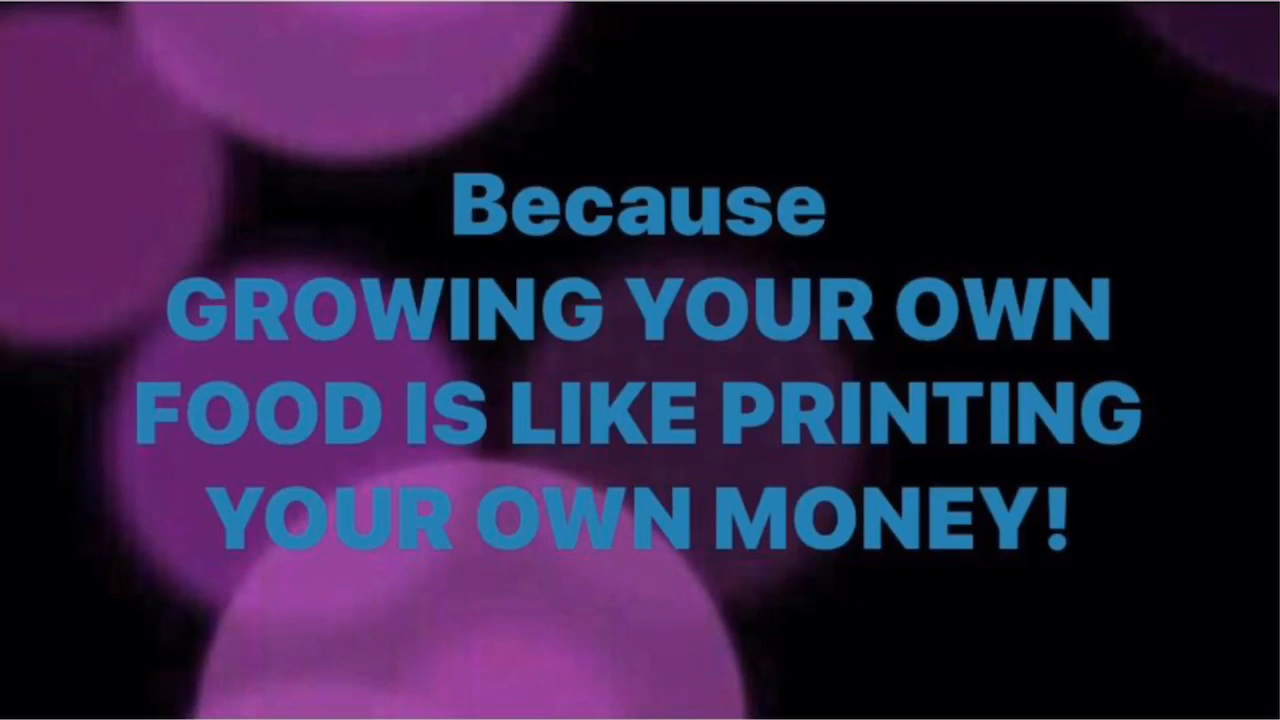 Because
GROWING YOUR OWN
FOOD IS LIKE PRINTING
YOUR OWN MONEY!